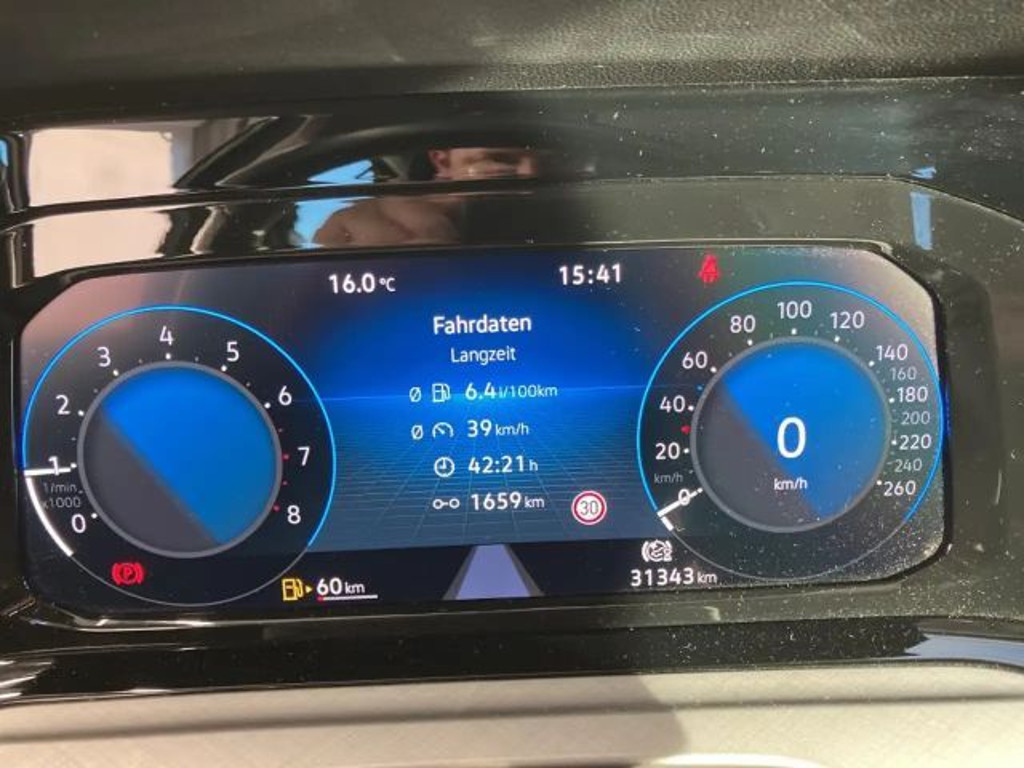 16.0 °C
15:41
Fahrdaten
Langzeit
Ø 6.4 l/100km
Ø 39 km/h
42:21 h
1659 km
30
0
1
2
3
4
5
6
7
8
1/min
x1000
0
20
40
60
80
100
120
140
160
180
200
220
240
260
km/h
0
km/h
P
60 km
31343 km